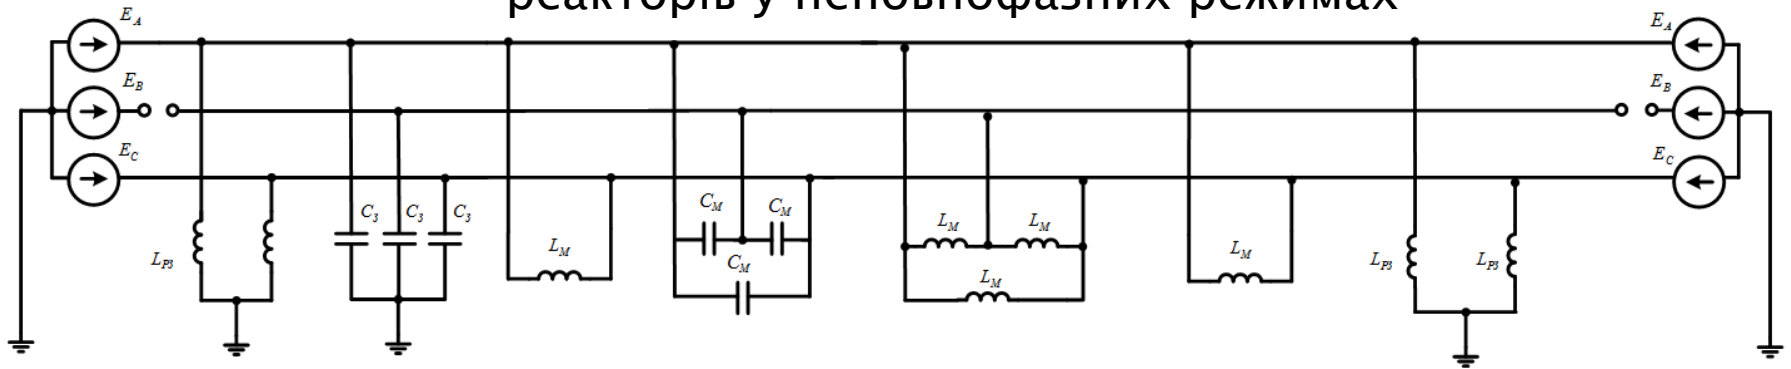 реакторів у неповнофазних режимах
E_A E_A
E_B E_B
E_C E_C
C_3 C_3 C_3 C_M C_M
L_M L_M L_M L_M
L_P3 C_M L_P3 L_P3
L_M